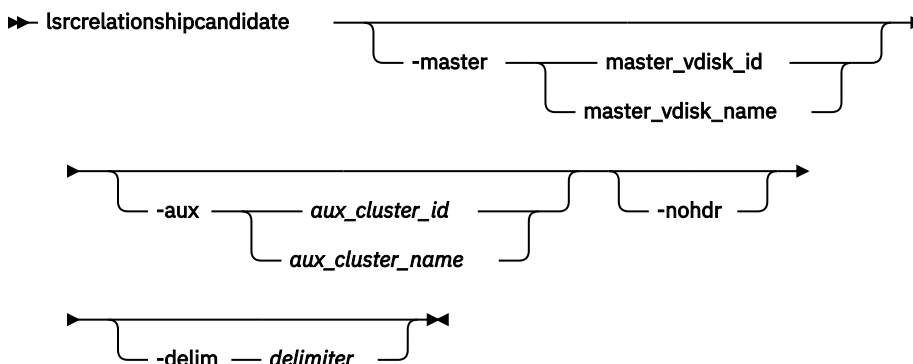 lsrcrelationshipcandidate
-master master_vdisk_id
master_vdisk_name
-aux aux_cluster_id -nohdr
aux_cluster_name
-delim delimiter